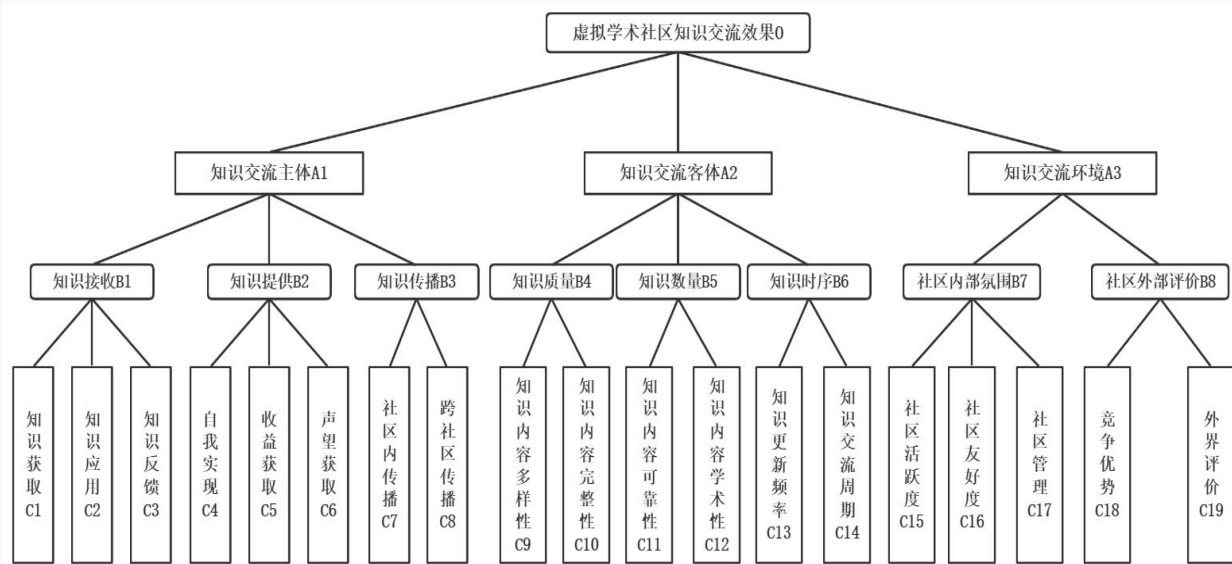 虚拟学术社区知识交流效果0
知识交流主体A1
知识交流客体A2
知识交流环境A3
知识接收B1
知识提供B2
知识传播B3
知识质量B4
知识数量B5
知识时序B6
社区内部氛围B7
社区外部评价B8
知识获取C1
知识应用C2
知识反馈C3
自我实现C4
收益获取C5
声望获取C6
社区内传播C7
跨社区传播C8
知识内容多样性C9
知识内容完整性C10
知识内容可靠性C11
知识内容学术性C12
知识更新频率C13
知识交流周期C14
社区活跃度C15
社区友好度C16
社区管理C17
竞争优势C18
外界评价C19